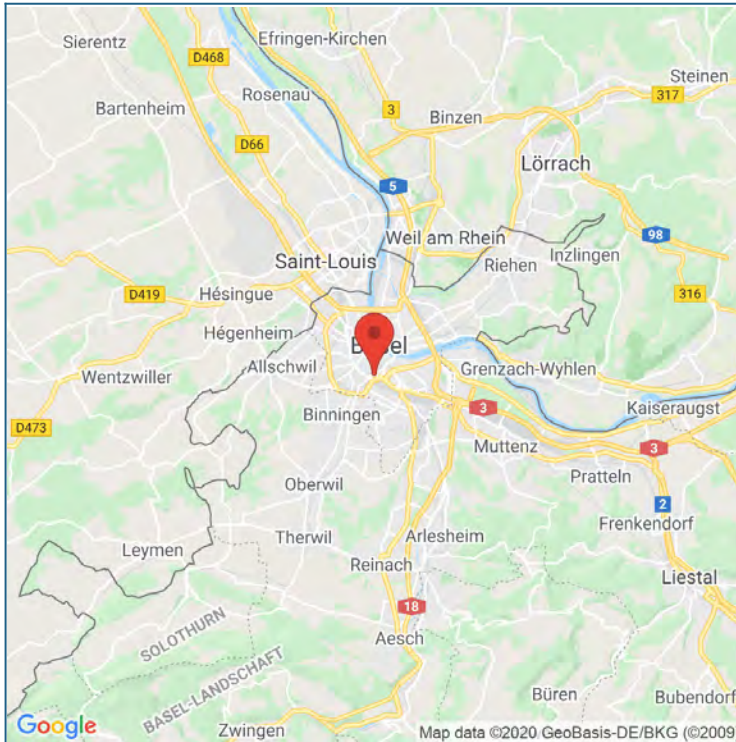 Sierentz
D468
Efringen-Kirchen
Steinen
Rosenau
317
Bartenheim
3
Binzen
D66
Lörrach
5
98
Weil am Rhein
Saint-Louis
Riehen
Inzlingen
D419
Hésingue
316
Hégenheim
Basel
Allschwil
Wentzwiller
Grenzach-Wyhlen
Binningen
3
Kaiseraugst
D473
Muttenz
3
Pratteln
Oberwil
2
Frenkendorf
Therwil
Arlesheim
Leymen
Reinach
Liestal
18
SOLOTHURN
Aesch
BASEL-LANDSCHAFT
Büren
Bubendorf
Google
Zwingen
Map data ©2020 GeoBasis-DE/BKG (©2009